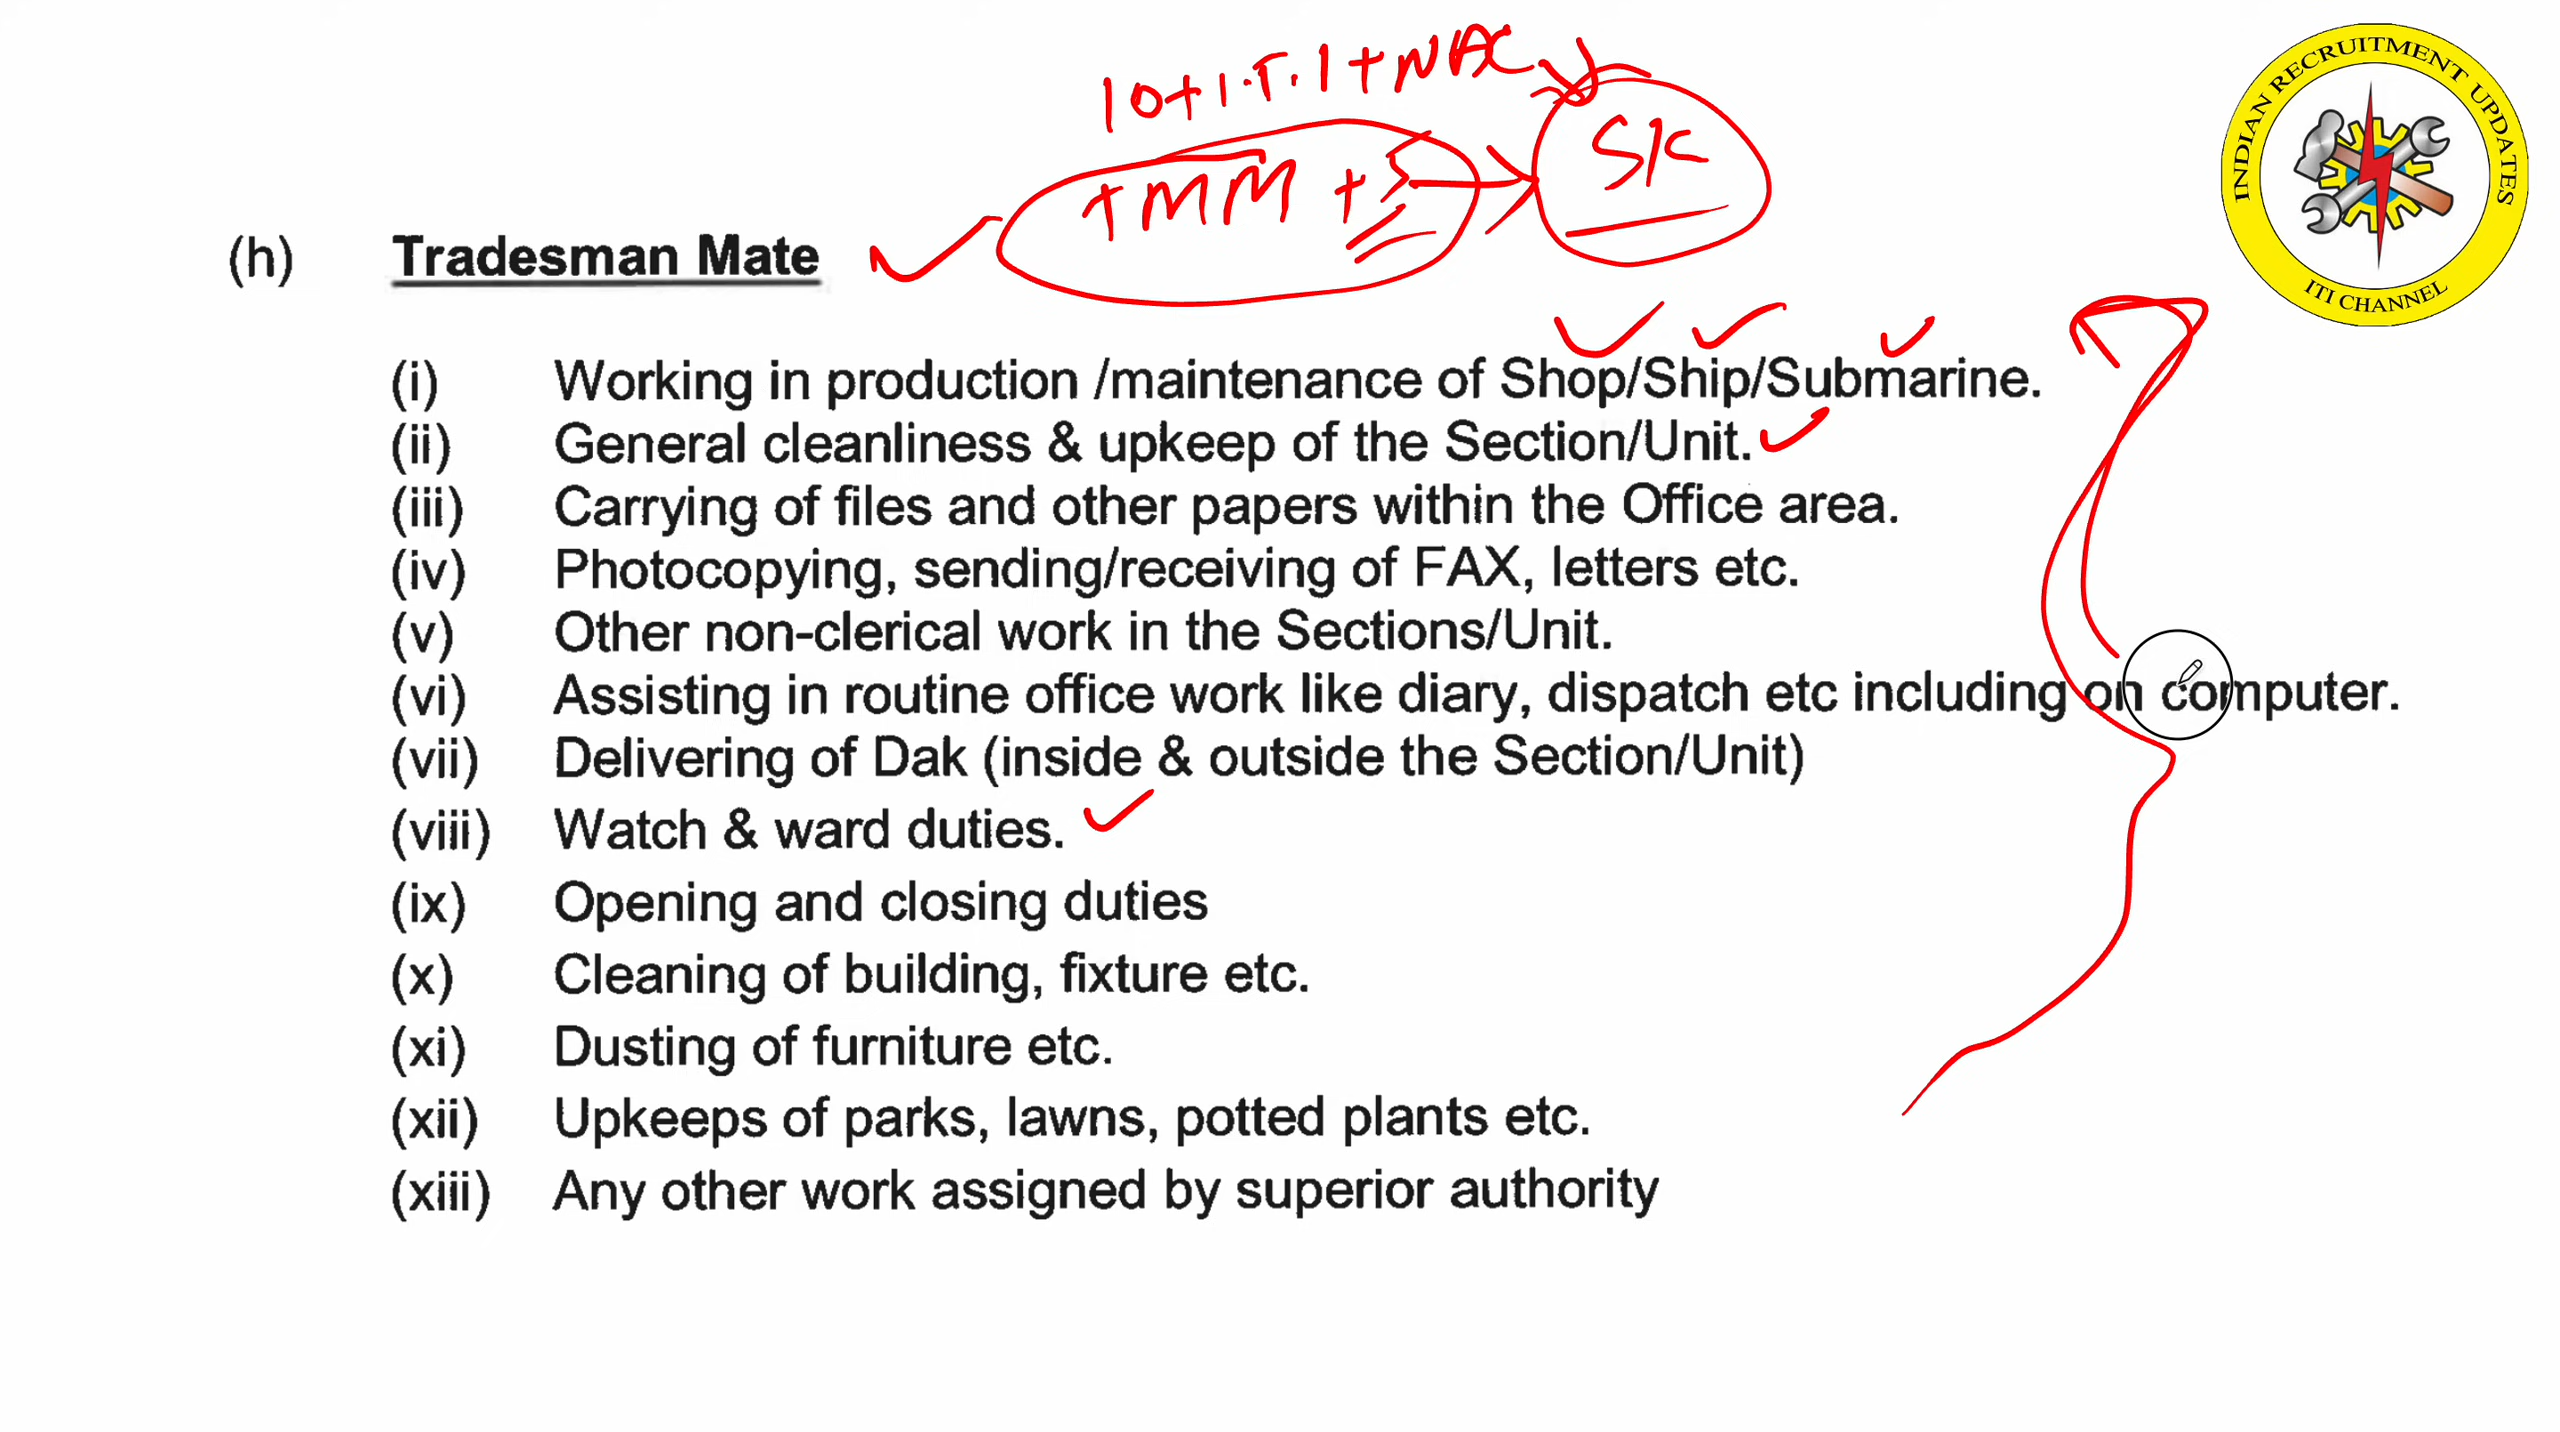 10+I.T.I+NAC
+MM +5
SK
INDIAN RECRUITMENT UPDATES
ITI CHANNEL
(h) Tradesman Mate
(i) Working in production /maintenance of Shop/Ship/Submarine.
(ii) General cleanliness & upkeep of the Section/Unit.
(iii) Carrying of files and other papers within the Office area.
(iv) Photocopying, sending/receiving of FAX, letters etc.
(v) Other non-clerical work in the Sections/Unit.
(vi) Assisting in routine office work like diary, dispatch etc including on computer.
(vii) Delivering of Dak (inside & outside the Section/Unit)
(viii) Watch & ward duties.
(ix) Opening and closing duties
(x) Cleaning of building, fixture etc.
(xi) Dusting of furniture etc.
(xii) Upkeeps of parks, lawns, potted plants etc.
(xiii) Any other work assigned by superior authority